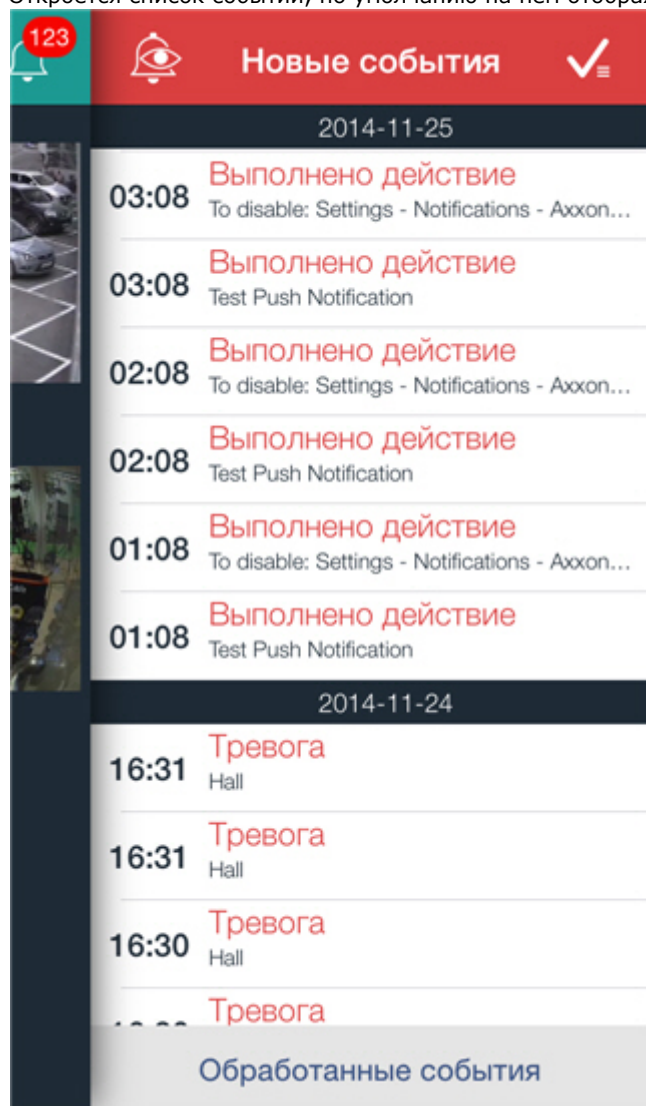 123
Новые события
2014-11-25
03:08 Выполнено действие
To disable: Settings - Notifications - Axxon...
03:08 Выполнено действие
Test Push Notification
02:08 Выполнено действие
To disable: Settings - Notifications - Axxon...
02:08 Выполнено действие
Test Push Notification
01:08 Выполнено действие
To disable: Settings - Notifications - Axxon...
01:08 Выполнено действие
Test Push Notification
2014-11-24
16:31 Тревога
Hall
16:31 Тревога
Hall
16:30 Тревога
Hall
Тревога
Обработанные события